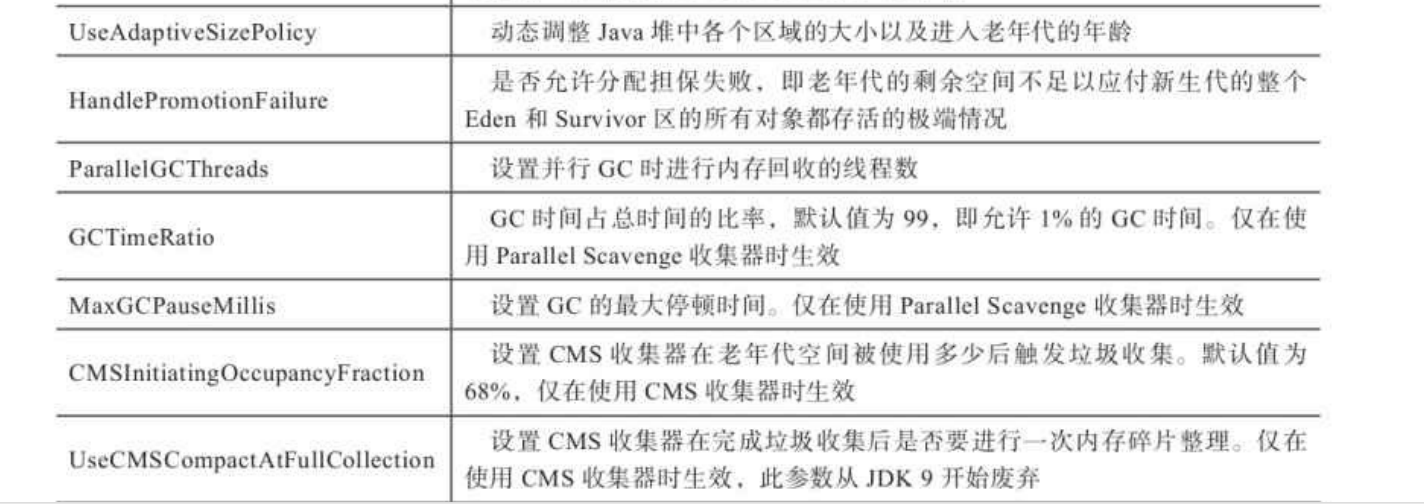 UseAdaptiveSizePolicy
动态调整 Java 堆中各个区域的大小以及进入老年代的年龄
HandlePromotionFailure
是否允许分配担保失败，即老年代的剩余空间不足以应付新生代的整个
Eden 和 Survivor 区的所有对象都存活的极端情况
ParallelGCThreads
设置并行 GC 时进行内存回收的线程数
GCTimeRatio
GC 时间占总时间的比率，默认值为 99，即允许 1% 的 GC 时间。仅在使
用 Parallel Scavenge 收集器时生效
MaxGCPauseMillis
设置 GC 的最大停顿时间。仅在使用 Parallel Scavenge 收集器时生效
CMSInitiatingOccupancyFraction
设置 CMS 收集器在老年代空间被使用多少后触发垃圾收集。默认值为
68%，仅在使用 CMS 收集器时生效
UseCMSCompactAtFullCollection
设置 CMS 收集器在完成垃圾收集后是否要进行一次内存碎片整理。仅在
使用 CMS 收集器时生效，此参数从 JDK 9 开始废弃